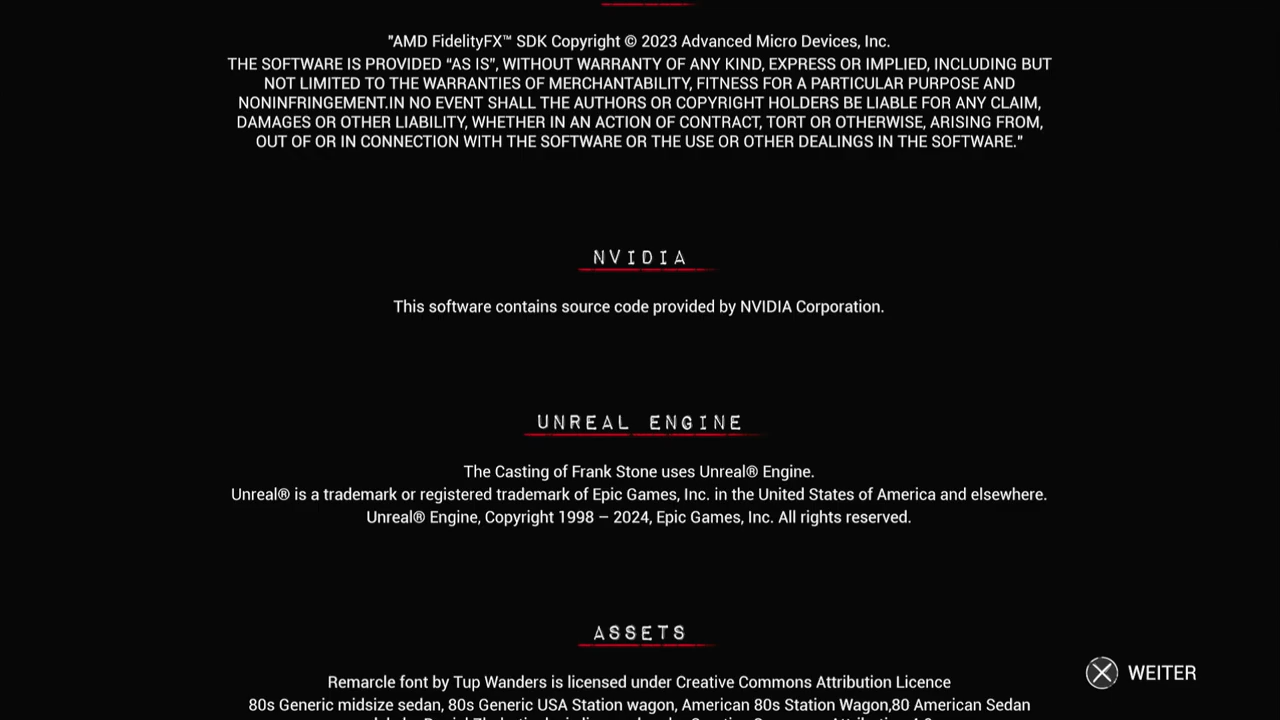 "AMD FidelityFX™ SDK Copyright © 2023 Advanced Micro Devices, Inc.
THE SOFTWARE IS PROVIDED “AS IS”, WITHOUT WARRANTY OF ANY KIND, EXPRESS OR IMPLIED, INCLUDING BUT
NOT LIMITED TO THE WARRANTIES OF MERCHANTABILITY, FITNESS FOR A PARTICULAR PURPOSE AND
NONINFRINGEMENT.IN NO EVENT SHALL THE AUTHORS OR COPYRIGHT HOLDERS BE LIABLE FOR ANY CLAIM,
DAMAGES OR OTHER LIABILITY, WHETHER IN AN ACTION OF CONTRACT, TORT OR OTHERWISE, ARISING FROM,
OUT OF OR IN CONNECTION WITH THE SOFTWARE OR THE USE OR OTHER DEALINGS IN THE SOFTWARE."
NVIDIA
This software contains source code provided by NVIDIA Corporation.
UNREAL ENGINE
The Casting of Frank Stone uses Unreal® Engine.
Unreal® is a trademark or registered trademark of Epic Games, Inc. in the United States of America and elsewhere.
Unreal® Engine, Copyright 1998 – 2024, Epic Games, Inc. All rights reserved.
ASSETS
Remarcle font by Tup Wanders is licensed under Creative Commons Attribution Licence
80s Generic midsize sedan, 80s Generic USA Station wagon, American 80s Station Wagon,80 American Sedan
WEITER